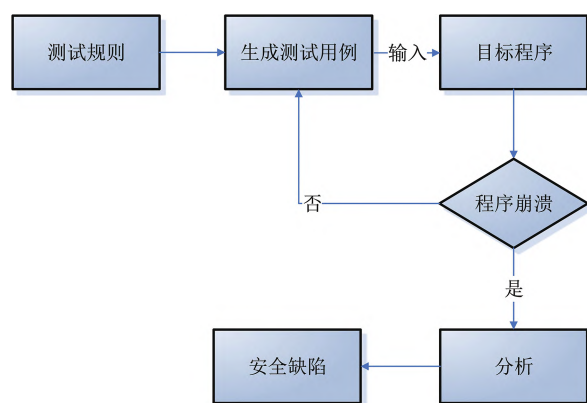 测试规则
生成测试用例
输入
目标程序
程序崩溃
否
是
分析
安全缺陷